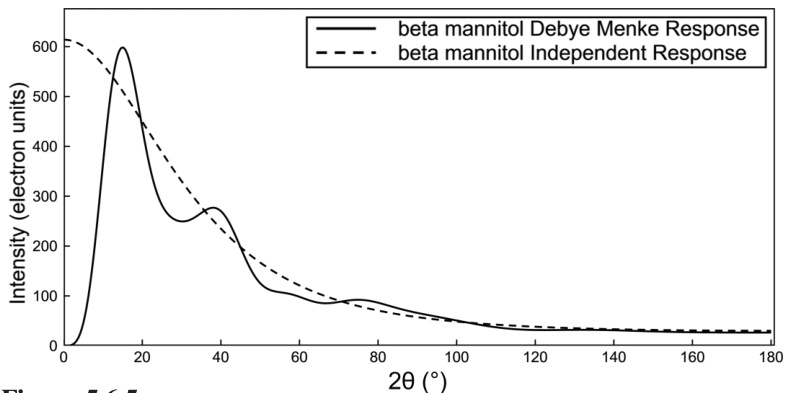 beta mannitol Debye Menke Response
beta mannitol Independent Response
Intensity (electron units)
600
500
400
300
200
100
0
0 20 40 60 80 100 120 140 160 180
2θ (°)